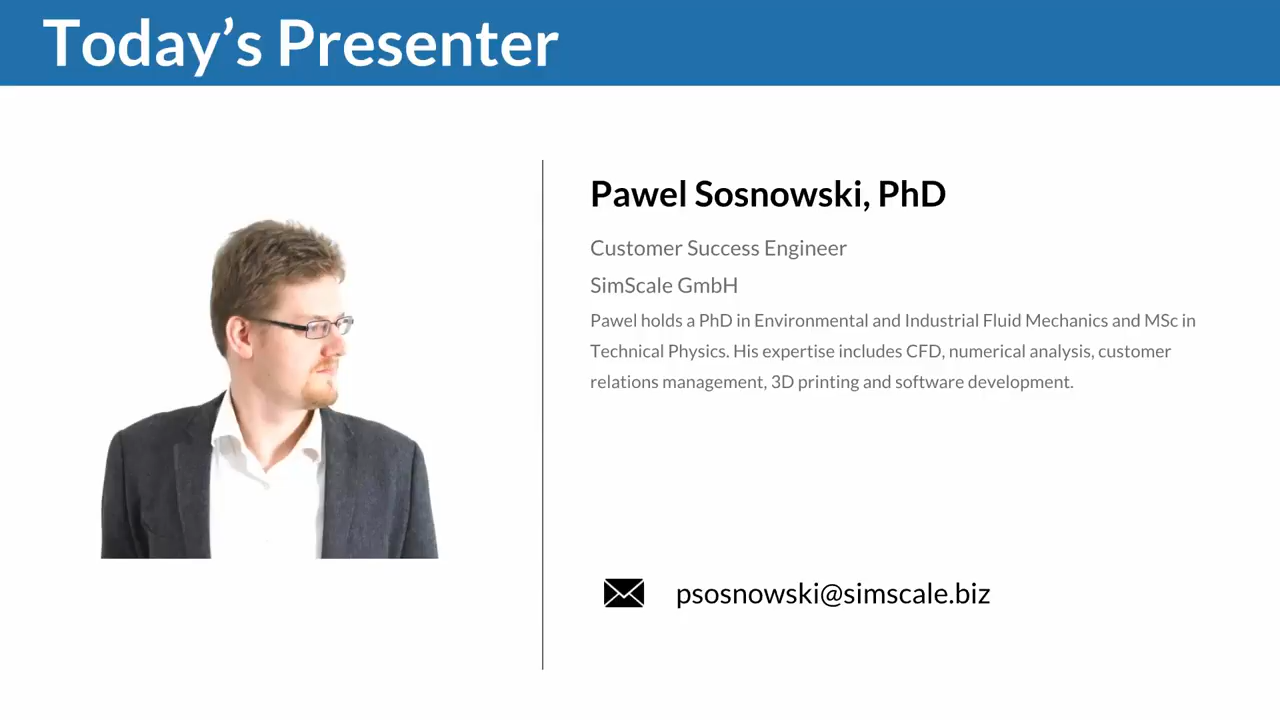 Today’s Presenter
Pawel Sosnowski, PhD
Customer Success Engineer
SimScale GmbH
Pawel holds a PhD in Environmental and Industrial Fluid Mechanics and MSc in
Technical Physics. His expertise includes CFD, numerical analysis, customer
relations management, 3D printing and software development.
psosnowski@simscale.biz